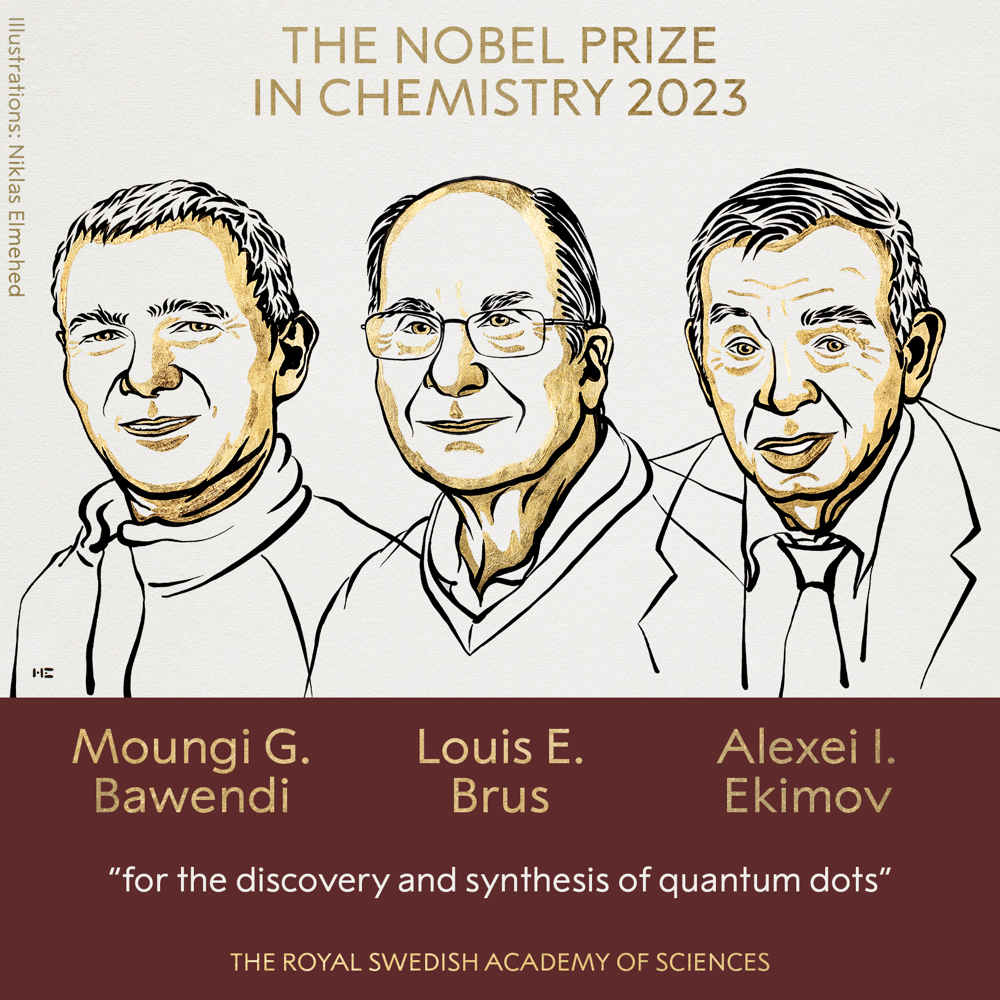 Illustrations: Niklas Elmehed
THE NOBEL PRIZE
IN CHEMISTRY 2023
NE
Moungi G.
Bawendi
Louis E.
Brus
Alexei I.
Ekimov
“for the discovery and synthesis of quantum dots”
THE ROYAL SWEDISH ACADEMY OF SCIENCES